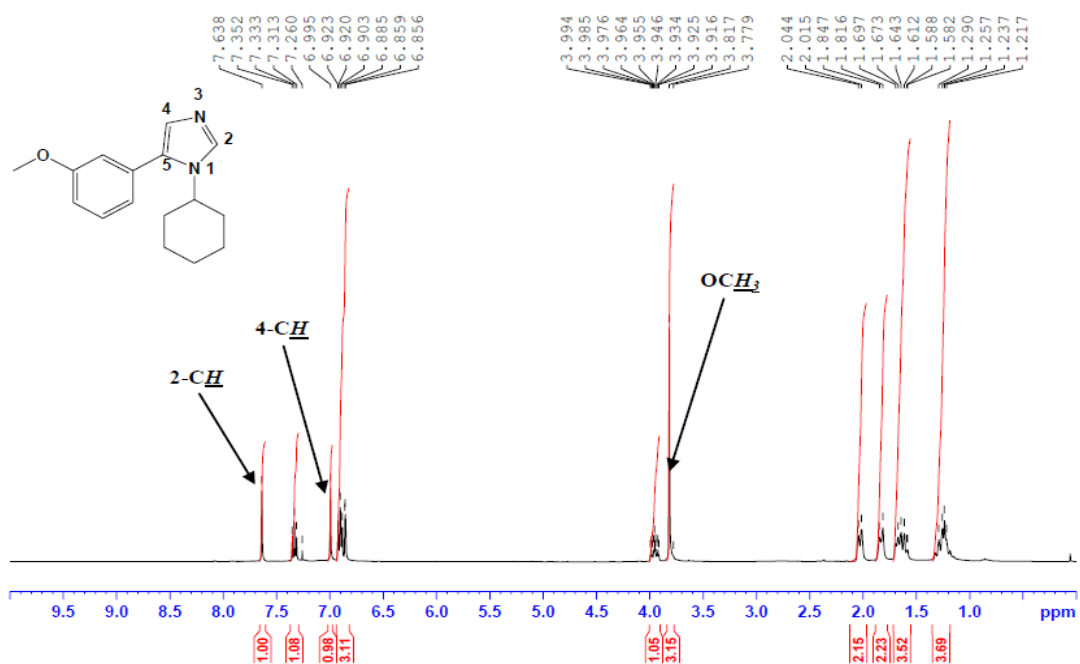 7.638 7.352 7.333 7.313 7.260 6.995 6.923 6.920 6.903 6.885 6.859 6.856
3.994 3.985 3.976 3.964 3.955 3.946 3.934 3.925 3.916 3.817 3.779
2.044 2.015 1.847 1.816 1.697 1.673 1.643 1.612 1.588 1.582 1.290 1.257 1.237 1.217
4 3 N
2
O 5 N 1
OCH3
4-CH
2-CH
9.5 9.0 8.5 8.0 7.5 7.0 6.5 6.0 5.5 5.0 4.5 4.0 3.5 3.0 2.5 2.0 1.5 1.0 ppm
1.00 1.08 0.98 3.11 1.05 3.15 2.15 2.23 3.52 3.69